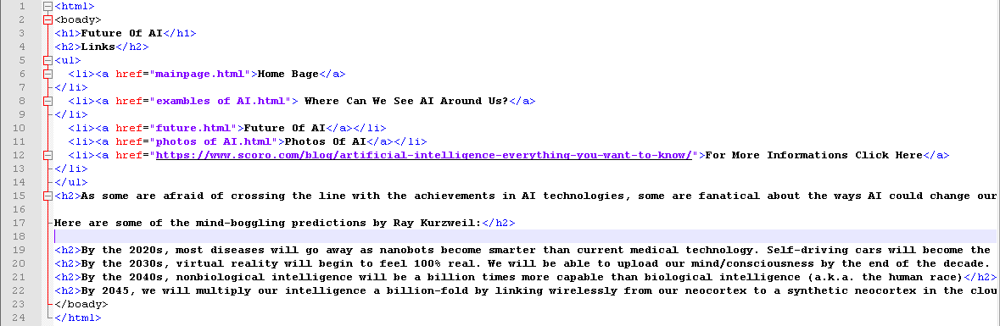 1 <html>
2 <boady>
3 <h1>Future Of AI</h1>
4 <h2>Links</h2>
5 <ul>
6 <li><a href="mainpage.html">Home Bage</a>
7 </li>
8 <li><a href="exambles of AI.html"> Where Can We See AI Around Us?</a>
9 </li>
10 <li><a href="future.html">Future Of AI</a></li>
11 <li><a href="photos of AI.html">Photos Of AI</a></li>
12 <li><a href="https://www.scoro.com/blog/artificial-intelligence-everything-you-want-to-know/">For More Informations Click Here</a>
13 </li>
14 </ul>
15 <h2>As some are afraid of crossing the line with the achievements in AI technologies, some are fanatical about the ways AI could change our
16
17 Here are some of the mind-boggling predictions by Ray Kurzweil:</h2>
18
19 <h2>By the 2020s, most diseases will go away as nanobots become smarter than current medical technology. Self-driving cars will become the
20 <h2>By the 2030s, virtual reality will begin to feel 100% real. We will be able to upload our mind/consciousness by the end of the decade.
21 <h2>By the 2040s, nonbiological intelligence will be a billion times more capable than biological intelligence (a.k.a. the human race)</h2>
22 <h2>By 2045, we will multiply our intelligence a billion-fold by linking wirelessly from our neocortex to a synthetic neocortex in the clou
23 </boady>
24 </html>